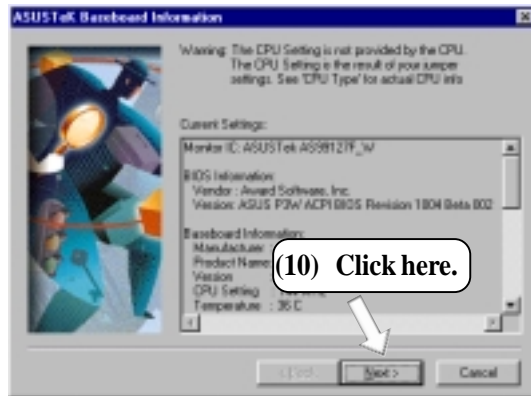 ASUSTeK Baseboard Information
Warning: The CPU Setting is not provided by the CPU.
The CPU Setting is the result of your jumper
settings. See 'CPU Type' for actual CPU info
Current Settings:
Monitor IC: ASUSTek AS99127F_W
BIOS Information:
Vendor : Award Software, Inc.
Version: ASUS P3W ACPI BIOS Revision 1004 Beta 002
Baseboard Information:
Manufacturer :
Product Name:
Version
CPU Setting :
Temperature : 36 C
(10) Click here.
Next > Cancel